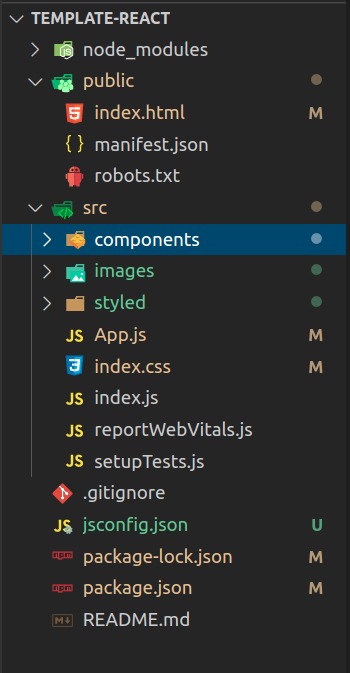 TEMPLATE-REACT
node_modules
public
index.html M
manifest.json
robots.txt
src
components
images
styled
JS App.js M
index.css M
JS index.js
JS reportWebVitals.js
JS setupTests.js
.gitignore
JS jsconfig.json U
package-lock.json M
package.json M
README.md